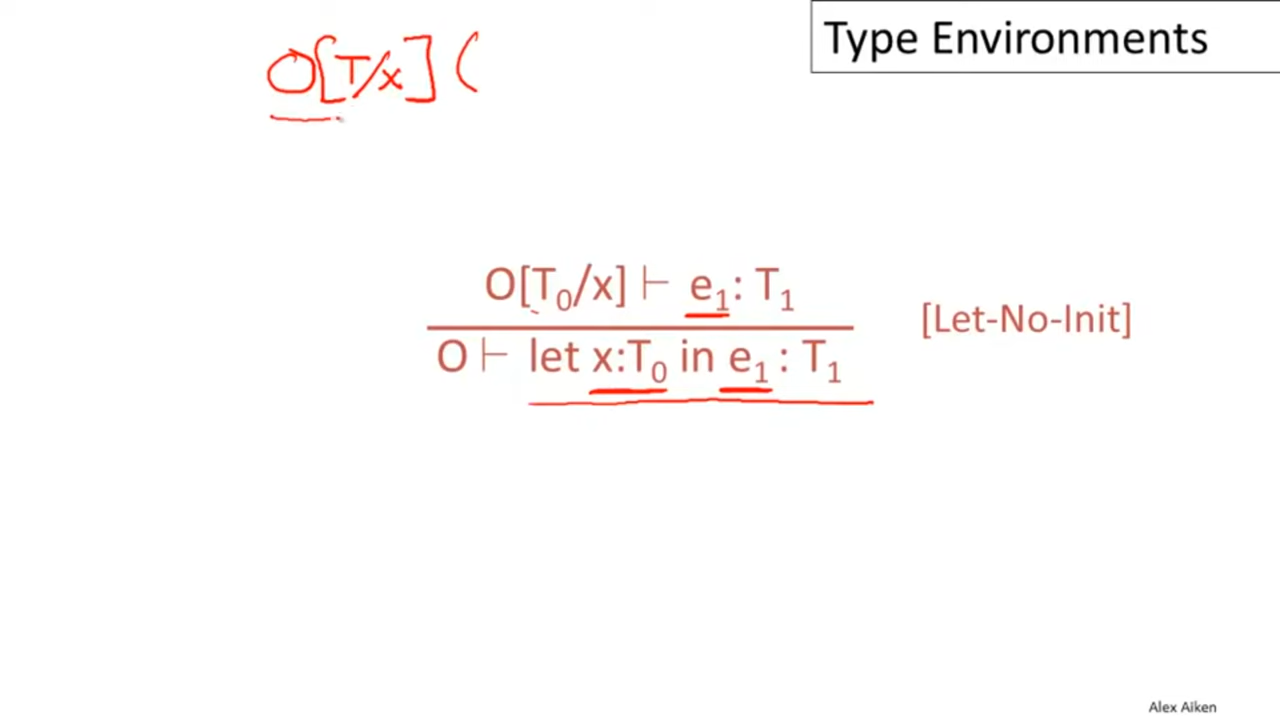 O[T/x] (
Type Environments
O[T₀/x] ⊢ e₁: T₁
O ⊢ let x:T₀ in e₁ : T₁
[Let-No-Init]
Alex Aiken